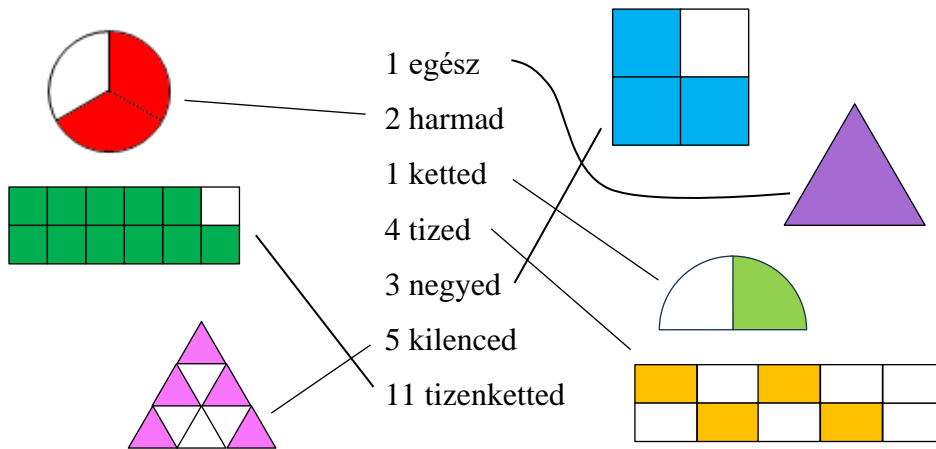 1 egész
2 harmad
1 ketted
4 tized
3 negyed
5 kilenced
11 tizenketted